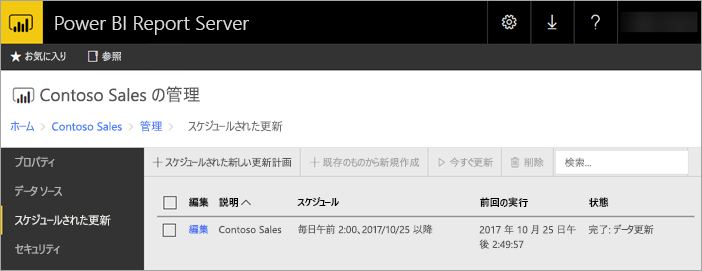 Power BI Report Server
?
★ お気に入り 参照
Contoso Sales の管理
ホーム > Contoso Sales > 管理 > スケジュールされた更新
プロパティ
データ ソース
スケジュールされた更新
セキュリティ
+スケジュールされた新しい更新計画 +既存のものから新規作成 ▷今すぐ更新 削除 検索...
編集 説明 へ スケジュール 前回の実行 状態
編集 Contoso Sales 毎日午前 2:00、2017/10/25 以降 2017 年 10 月 25 日午 完了: データ更新
後 2:49:57